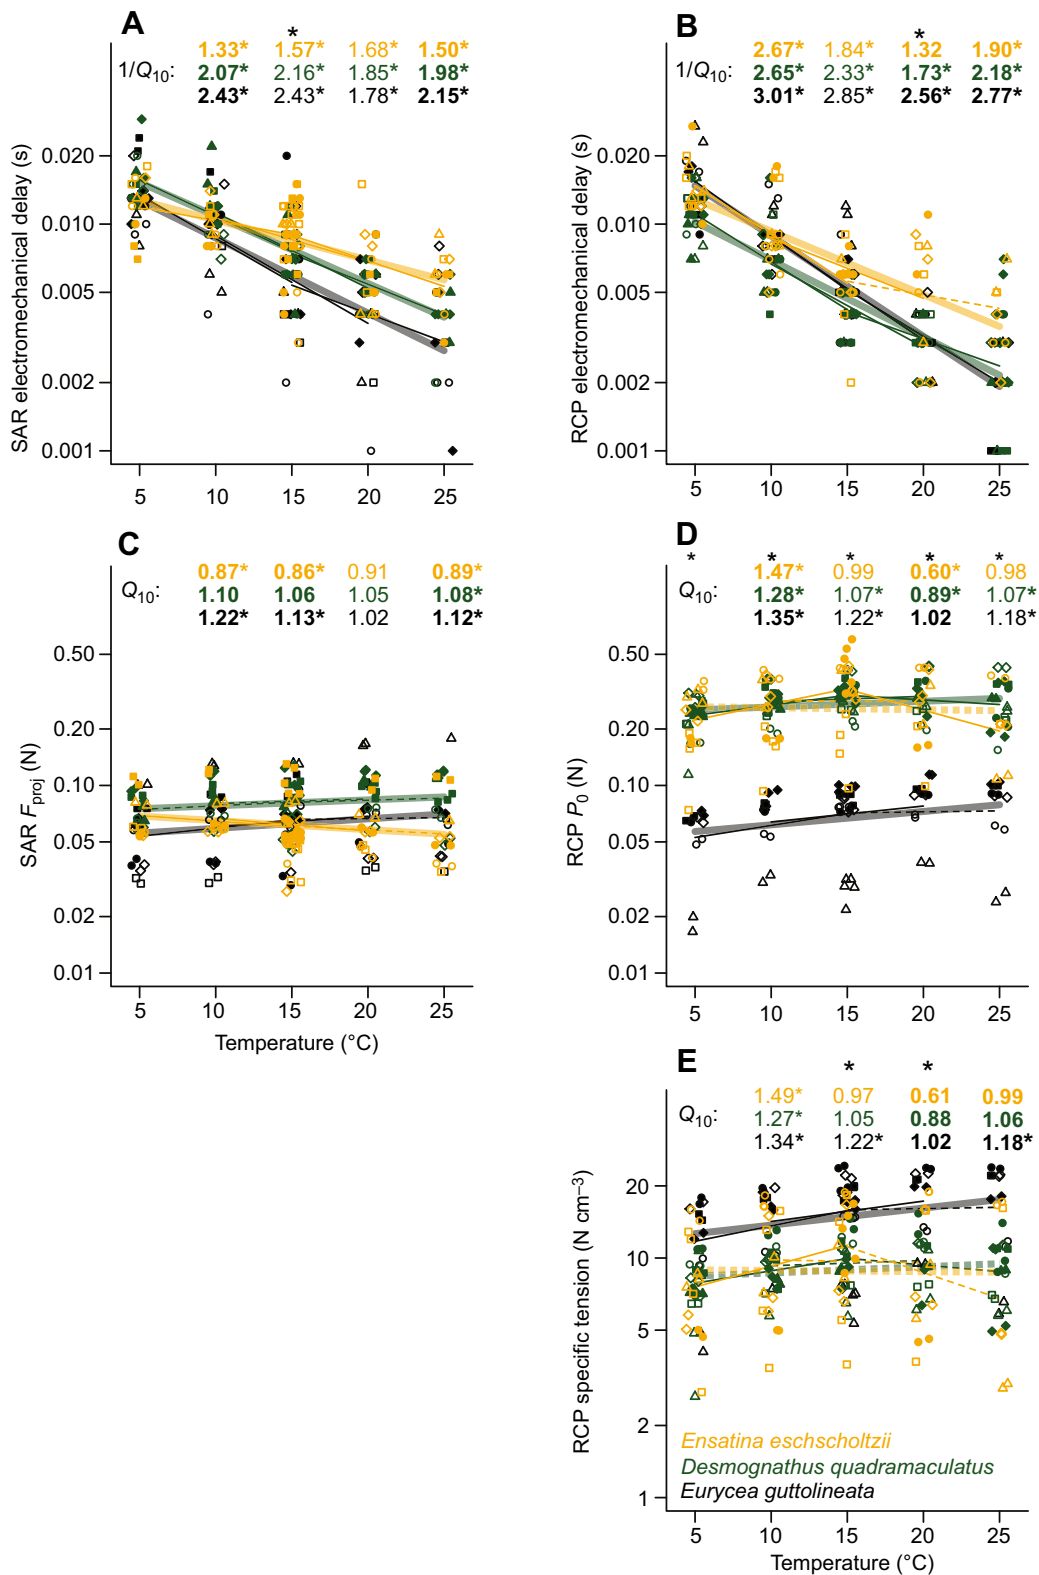 A
*
1.33* 1.57* 1.68* 1.50*
1/Q10: 2.07* 2.16* 1.85* 1.98*
2.43* 2.43* 1.78* 2.15*
SAR electromechanical delay (s)
0.020
0.010
0.005
0.002
0.001
5 10 15 20 25
B
*
2.67* 1.84* 1.32 1.90*
1/Q10: 2.65* 2.33* 1.73* 2.18*
3.01* 2.85* 2.56* 2.77*
RCP electromechanical delay (s)
0.020
0.010
0.005
0.002
0.001
5 10 15 20 25
C
0.87* 0.86* 0.91 0.89*
Q10: 1.10 1.06 1.05 1.08*
1.22* 1.13* 1.02 1.12*
SAR Fproj (N)
0.50
0.20
0.10
0.05
0.02
0.01
5 10 15 20 25
Temperature (°C)
D
* * * * *
1.47* 0.99 0.60* 0.98
Q10: 1.28* 1.07* 0.89* 1.07*
1.35* 1.22* 1.02 1.18*
RCP P0 (N)
0.50
0.20
0.10
0.05
0.02
0.01
5 10 15 20 25
E
* *
1.49* 0.97 0.61 0.99
Q10: 1.27* 1.05 0.88 1.06
1.34* 1.22* 1.02 1.18*
RCP specific tension (N cm–3)
20
10
5
2
1
Ensatina eschscholtzii
Desmognathus quadramaculatus
Eurycea guttolineata
5 10 15 20 25
Temperature (°C)